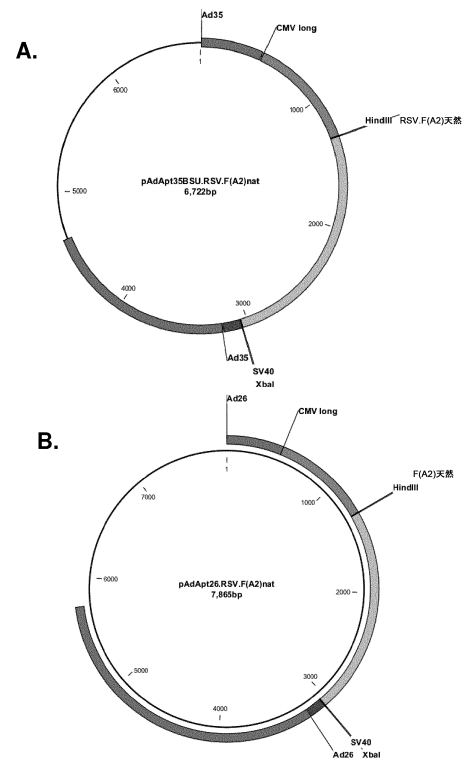 Ad35
A.
CMV long
1
6000
1000
HindIII RSV.F(A2)天然
pAdApt35BSU.RSV.F(A2)nat
6,722bp
5000
2000
4000
3000
Ad35
SV40
XbaI
Ad26
B.
CMV long
F(A2)天然
HindIII
1
7000
1000
pAdApt26.RSV.F(A2)nat
7,865bp
6000
2000
5000
3000
4000
SV40
Ad26 XbaI